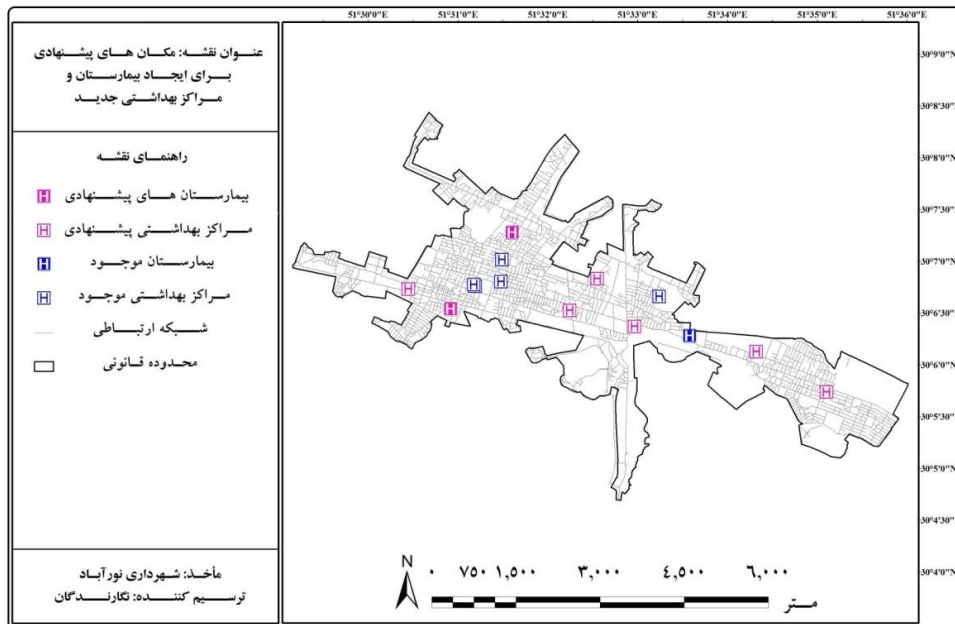 51°30'0"E 51°31'0"E 51°32'0"E 51°33'0"E 51°34'0"E 51°35'0"E 51°36'0"E
عنوان نقشه: مکان های پیشنهادی
برای ایجاد بیمارستان و
مراکز بهداشتی جدید
راهنمای نقشه
بیمارستان های پیشنهادی
مراکز بهداشتی پیشنهادی
بیمارستان موجود
مراکز بهداشتی موجود
شبکه ارتباطی
محدوده قانونی
مأخذ: شهرداری نورآباد
ترسیم کننده: نگارندگان
30°9'0"N
30°8'30"N
30°8'0"N
30°7'30"N
30°7'0"N
30°6'30"N
30°6'0"N
30°5'30"N
30°5'0"N
30°4'30"N
30°4'0"N
N
۰ ۷۵۰ ۱,۵۰۰ ۳,۰۰۰ ۴,۵۰۰ ۶,۰۰۰
متر